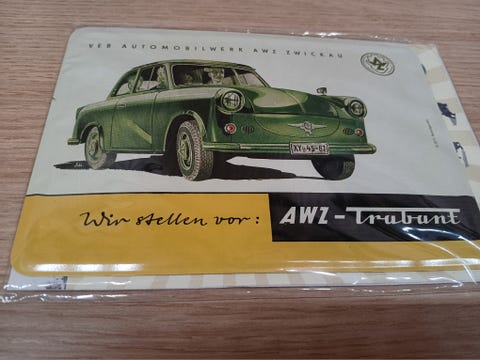 VEB AUTOMOBILWERK AWZ ZWICKAU
XY◦45-67
Wir stellen vor: AWZ-Trabant